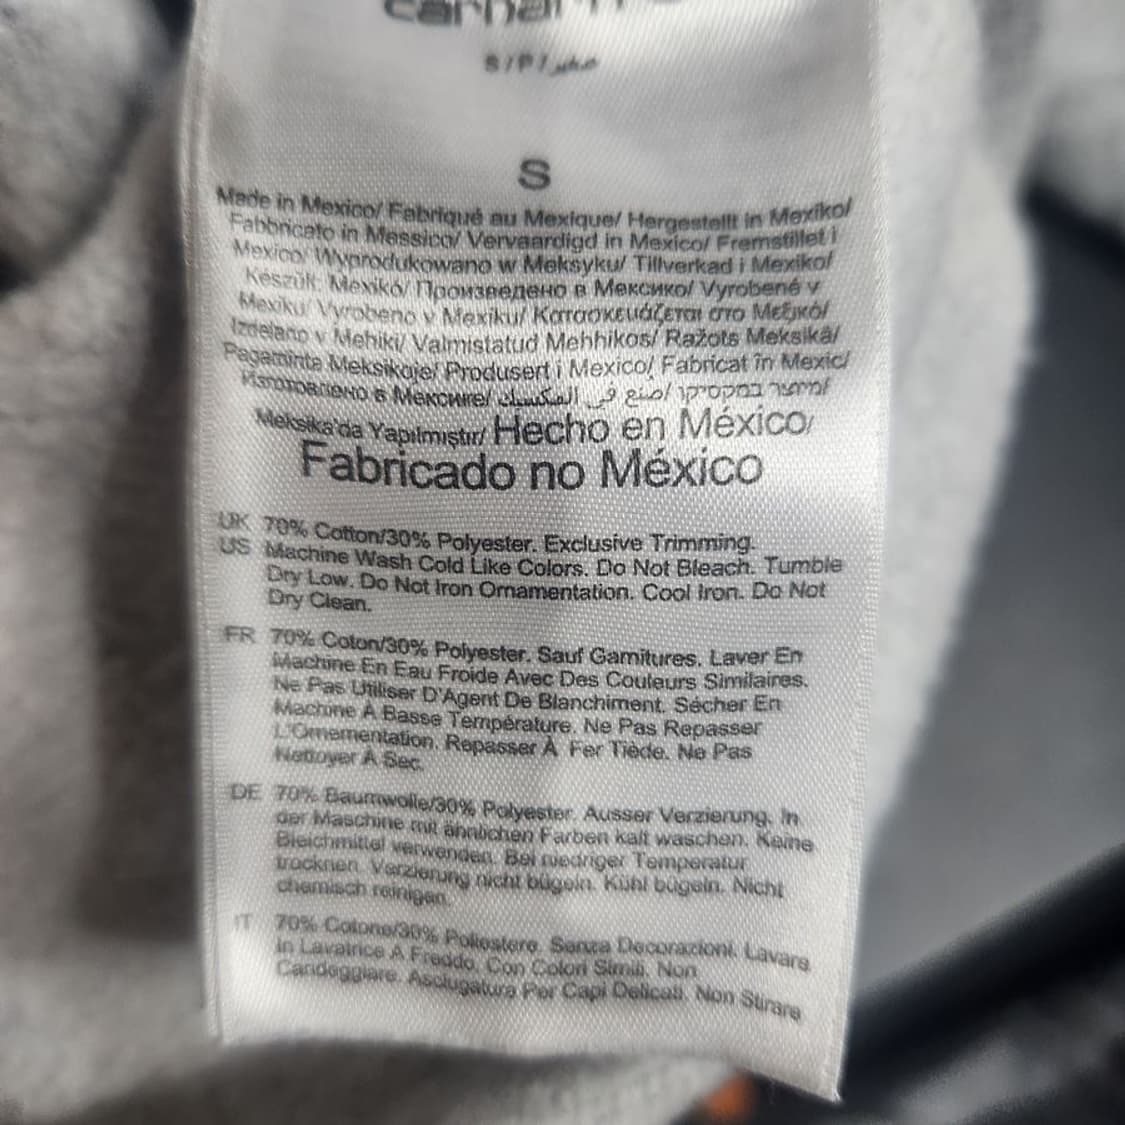 carhartt
S/P/صغير
S
Made in Mexico/ Fabriqué au Mexique/ Hergestellt in Mexiko/
Fabbricato in Messico/ Vervaardigd in Mexico/ Fremstillet i
Mexico/ Wyprodukowano w Meksyku/ Tillverkad i Mexiko/
Készült: Mexikó/ Произведено в Мексико/ Vyrobené v
Mexiku/ Vyrobeno v Mexiku/ Κατασκευάζεται στο Μεξικό/
Izdelano v Mehiki/ Valmistatud Mehhikos/ Ražots Meksikā/
Pagaminta Meksikoje/ Produsert i Mexico/ Fabricat în Mexic/
Изготовлено в Мексике/ صنع في المكسيك/ מיוצר במקסיקו/
Meksika'da Yapılmıştır/ Hecho en México/
Fabricado no México
UK 70% Cotton/30% Polyester. Exclusive Trimming.
US Machine Wash Cold Like Colors. Do Not Bleach. Tumble
Dry Low. Do Not Iron Ornamentation. Cool Iron. Do Not
Dry Clean.
FR 70% Coton/30% Polyester. Sauf Garnitures. Laver En
Machine En Eau Froide Avec Des Couleurs Similaires.
Ne Pas Utiliser D'Agent De Blanchiment. Sécher En
Machine À Basse Température. Ne Pas Repasser
L'Ornementation. Repasser À Fer Tiède. Ne Pas
Nettoyer À Sec.
DE 70% Baumwolle/30% Polyester. Ausser Verzierung. In
der Maschine mit ähnlichen Farben kalt waschen. Keine
Bleichmittel verwenden. Bei niedriger Temperatur
trocknen. Verzierung nicht bügeln. Kühl bügeln. Nicht
chemisch reinigen.
IT 70% Cotone/30% Poliestere. Senza Decorazioni. Lavare
in Lavatrice A Freddo. Con Colori Simili. Non
Candeggiare. Asciugatura Per Capi Delicati. Non Stirare